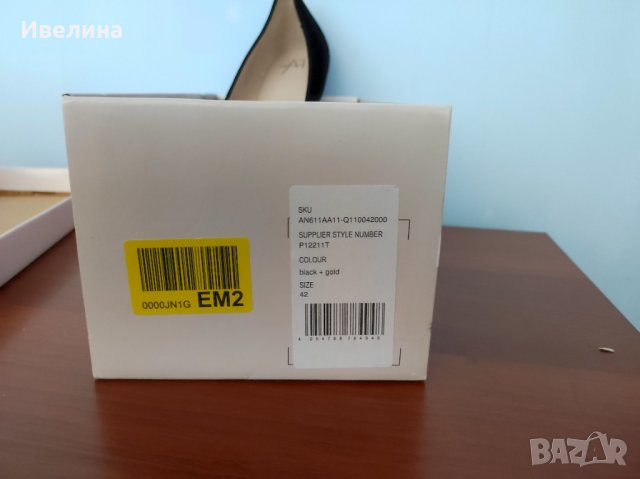 Ивелина
SKU
AN611AA11-Q110042000
SUPPLIER STYLE NUMBER
P12211T
COLOUR
black + gold
SIZE
42
0000JN1G EM2
BAZAR